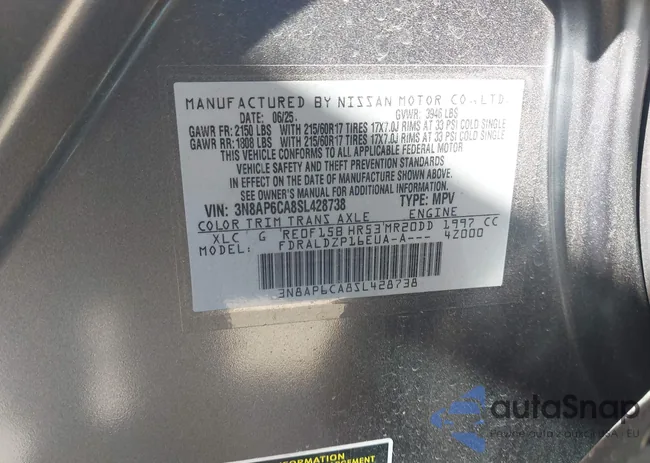 MANUFACTURED BY NISSAN MOTOR CO., LTD.
DATE: 06/25. GVWR: 3946 LBS
GAWR FR: 2150 LBS WITH 215/60R17 TIRES 17X7.0J RIMS AT 33 PSI COLD SINGLE
GAWR RR: 1808 LBS WITH 215/60R17 TIRES 17X7.0J RIMS AT 33 PSI COLD SINGLE
THIS VEHICLE CONFORMS TO ALL APPLICABLE FEDERAL MOTOR
VEHICLE SAFETY AND THEFT PREVENTION STANDARDS
IN EFFECT ON THE DATE OF MANUFACTURE SHOWN ABOVE.
SEE OWNER'S MANUAL FOR ADDITIONAL INFORMATION.
VIN: 3N8AP6CA8SL428738 TYPE: MPV
COLOR TRIM TRANS AXLE ENGINE
XLC G RE0F15B HR53 MR20DD 1997 CC
MODEL: FDRALDZP16EUA-A--- 42000
3N8AP6CA8SL428738
autoSnap
INFORMATION